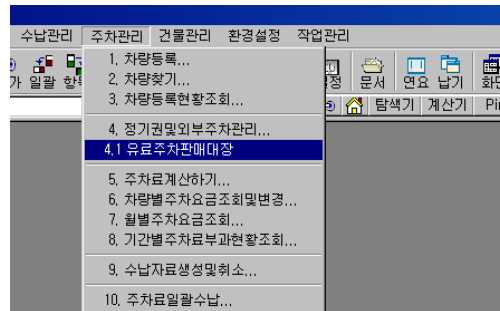 수납관리 주차관리 건물관리 환경설정 작업관리
1. 차량등록...
2. 차량찾기...
3. 차량등록현황조회...
4. 정기권및외부주차관리...
4.1 유료주차판매대장
5. 주차료계산하기...
6. 차량별주차요금조회및변경...
7. 월별주차요금조회...
8. 기간별주차료부과현황조회...
9. 수납자료생성및취소...
10. 주차료일괄수납...
가 일괄 항
정 문서 연요 납기 화면
탐색기 계산기 Pi